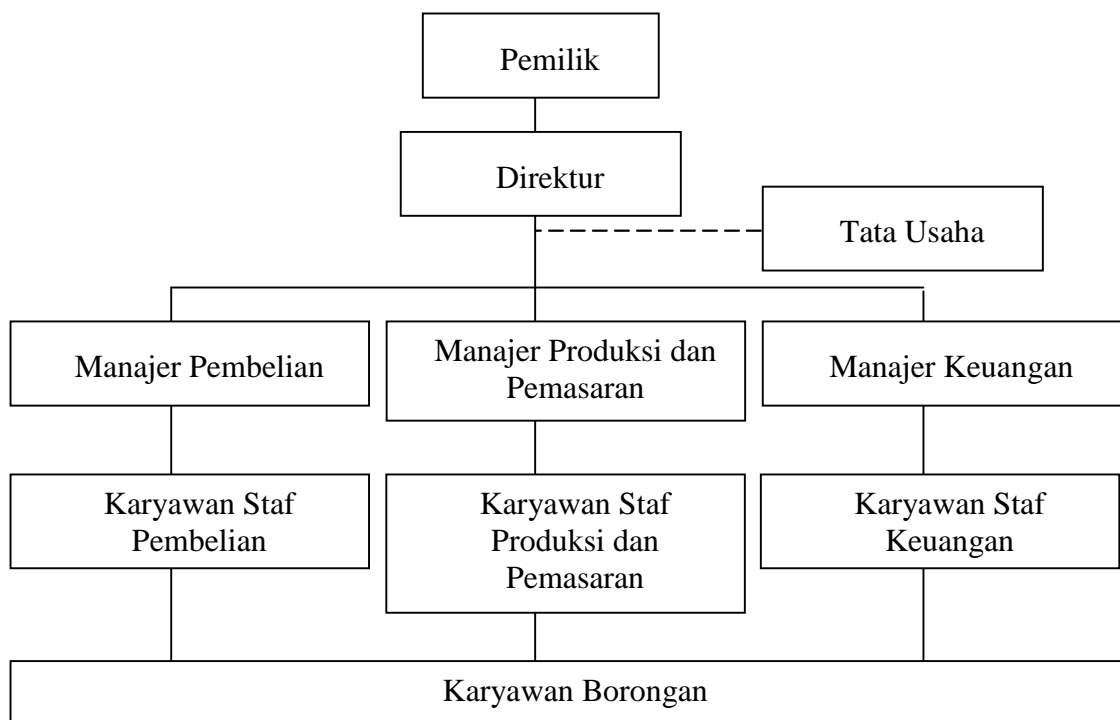 Pemilik
Direktur
Tata Usaha
Manajer Pembelian
Manajer Produksi dan
Pemasaran
Manajer Keuangan
Karyawan Staf
Pembelian
Karyawan Staf
Produksi dan
Pemasaran
Karyawan Staf
Keuangan
Karyawan Borongan